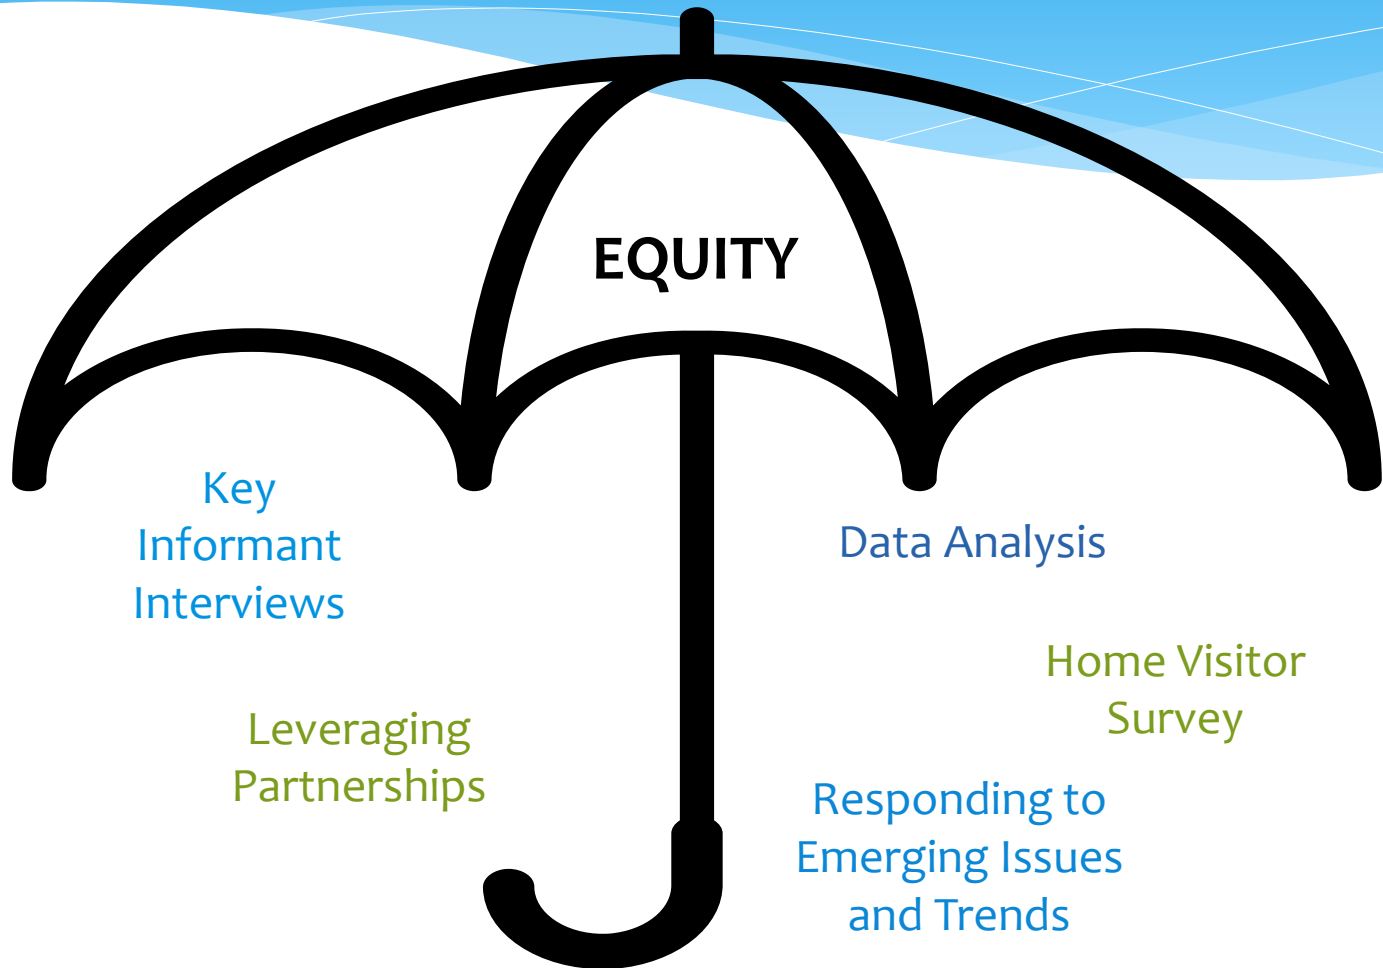 EQUITY
Key
Informant
Interviews
Leveraging
Partnerships
Data Analysis
Home Visitor
Survey
Responding to
Emerging Issues
and Trends